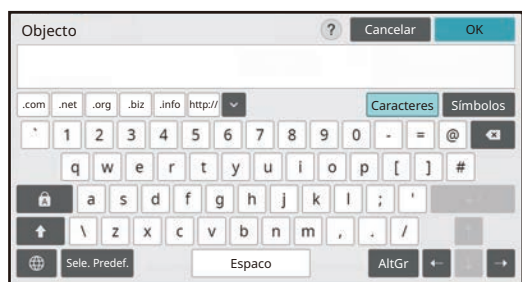 Objecto ? Cancelar OK
.com .net .org .biz .info http:// Caracteres Símbolos
` 1 2 3 4 5 6 7 8 9 0 - = @
q w e r t y u i o p [ ] #
A a s d f g h j k l ; '
\ z x c v b n m , . /
Sele. Predef. Espaco AltGr